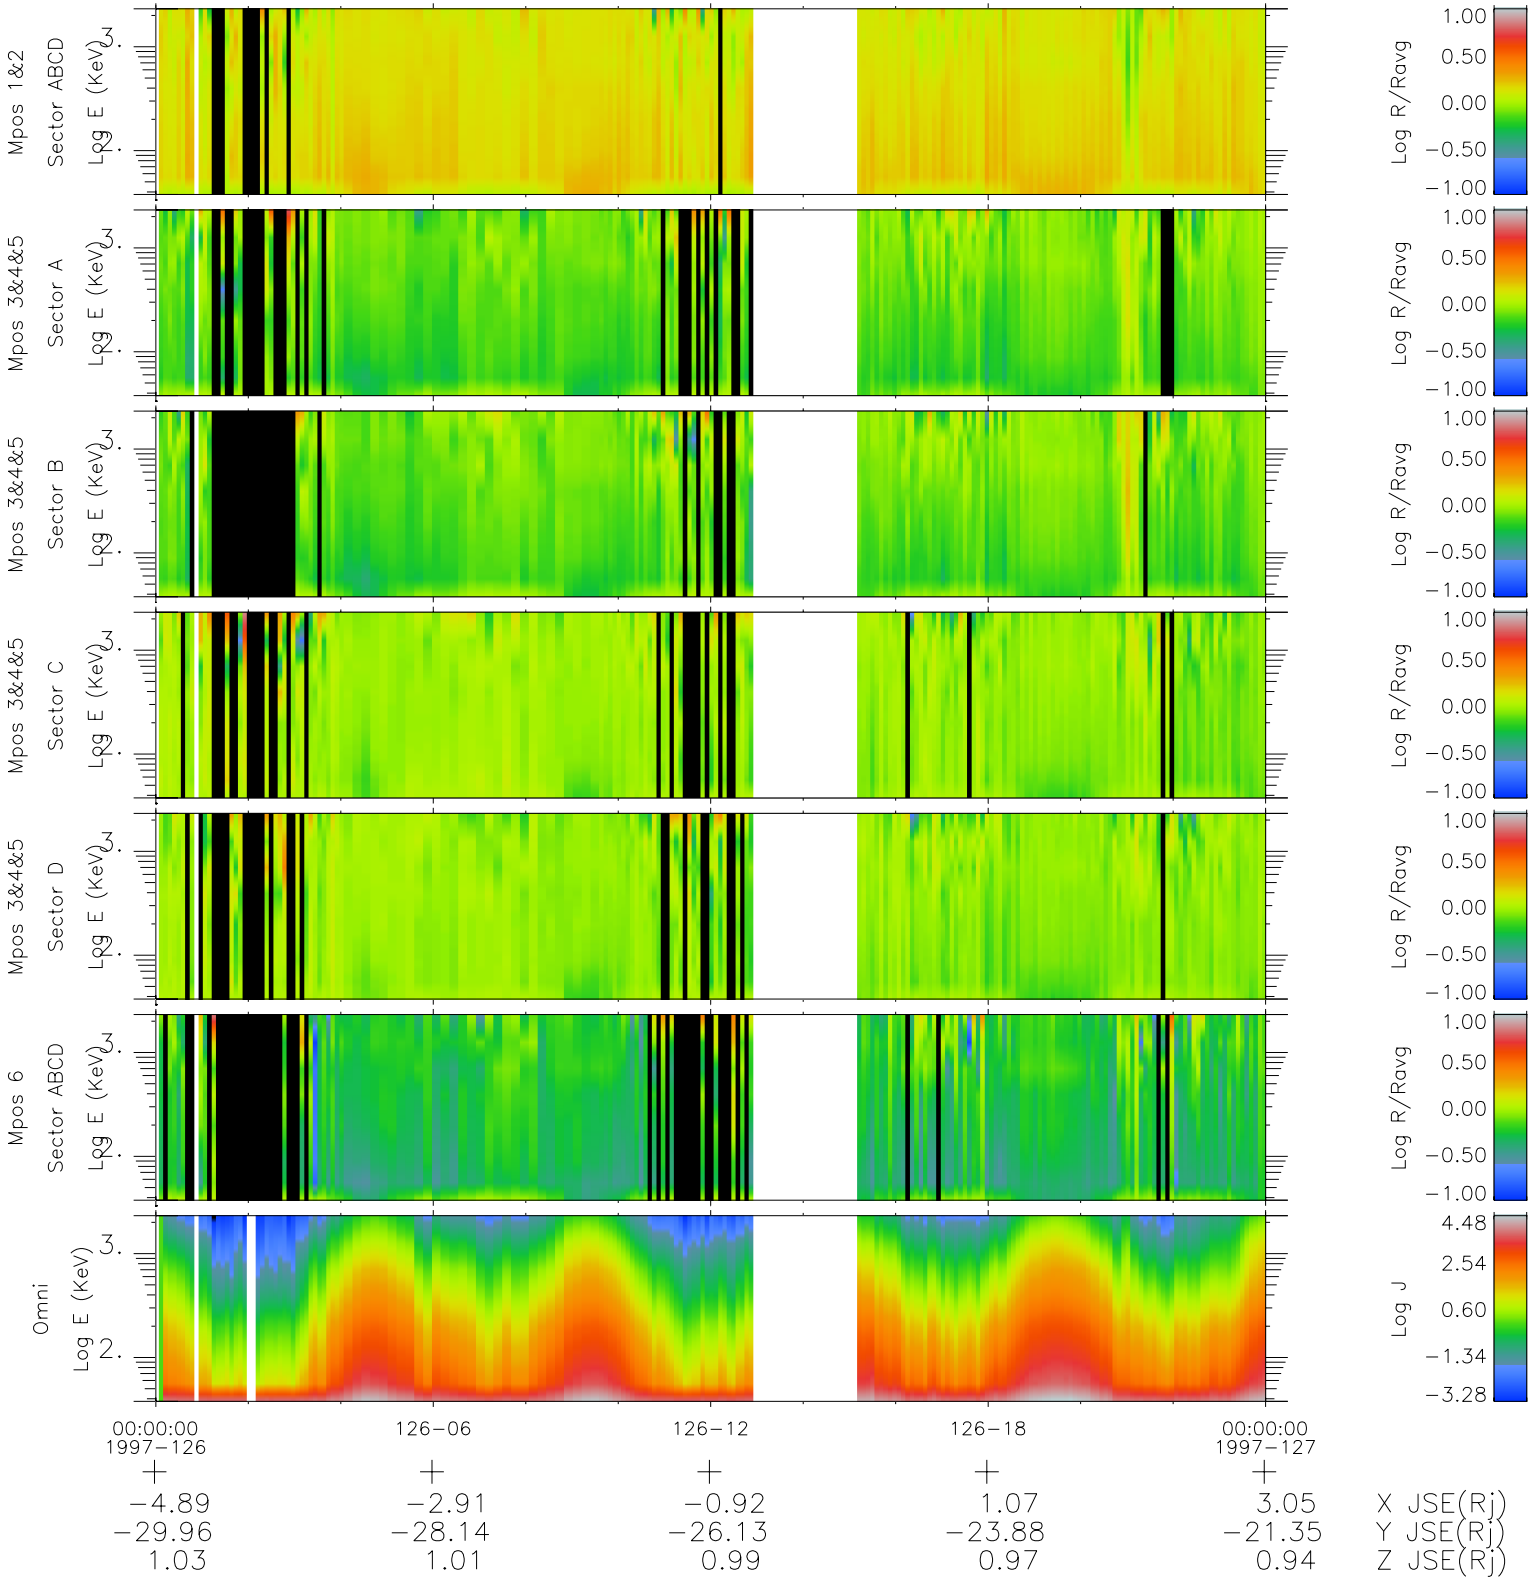 Mpos 1&2
Sector ABCD
Log E (KeV)
3.
2.
1.00
0.50
0.00
−0.50
−1.00
Log R/Ravg
Mpos 3&4&5
Sector A
Log E (KeV)
3.
2.
1.00
0.50
0.00
−0.50
−1.00
Log R/Ravg
Mpos 3&4&5
Sector B
Log E (KeV)
3.
2.
1.00
0.50
0.00
−0.50
−1.00
Log R/Ravg
Mpos 3&4&5
Sector C
Log E (KeV)
3.
2.
1.00
0.50
0.00
−0.50
−1.00
Log R/Ravg
Mpos 3&4&5
Sector D
Log E (KeV)
3.
2.
1.00
0.50
0.00
−0.50
−1.00
Log R/Ravg
Mpos 6
Sector ABCD
Log E (KeV)
3.
2.
1.00
0.50
0.00
−0.50
−1.00
Log R/Ravg
Omni
Log E (KeV)
3.
2.
4.48
2.54
0.60
−1.34
−3.28
Log J
00:00:00 126−06 126−12 126−18 00:00:00
1997−126 1997−127
−4.89 −2.91 −0.92 1.07 3.05 X JSE(Rj)
−29.96 −28.14 −26.13 −23.88 −21.35 Y JSE(Rj)
1.03 1.01 0.99 0.97 0.94 Z JSE(Rj)